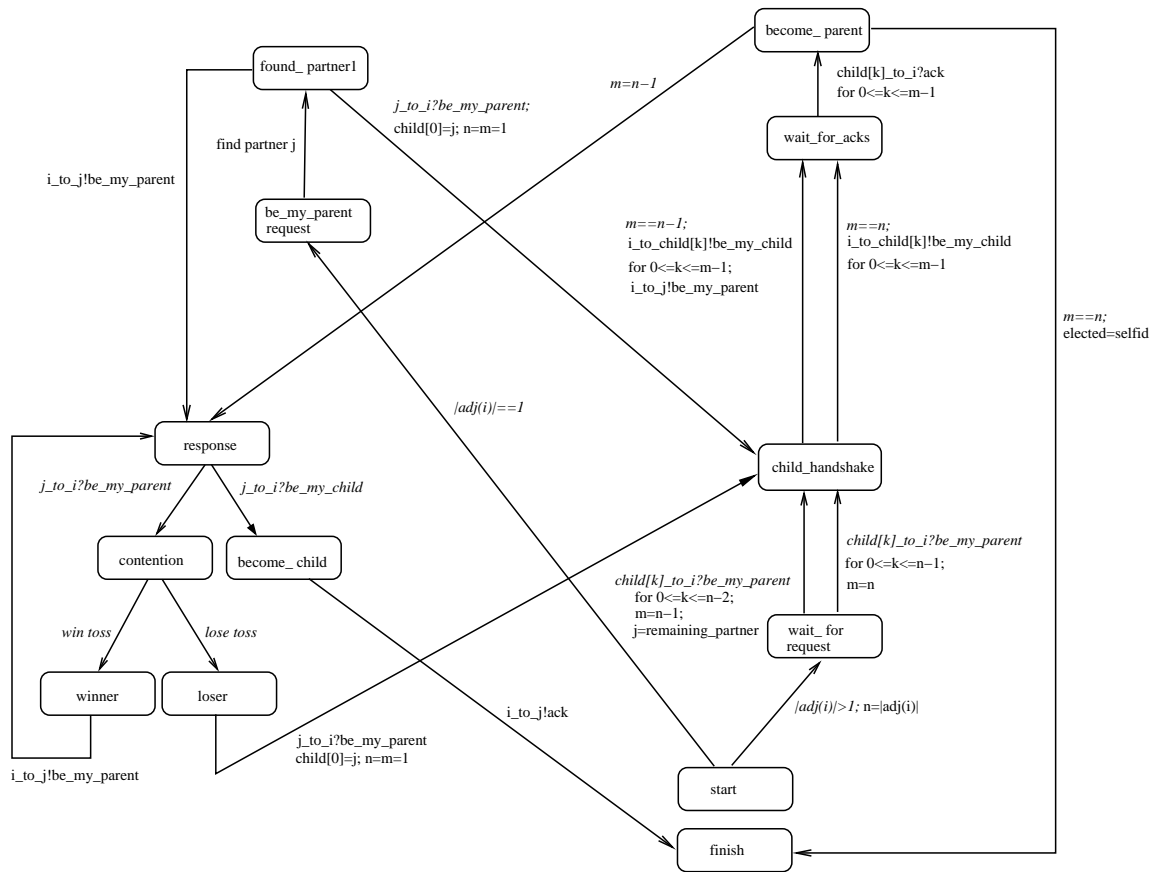 become_ parent
found_ partner1
child[k]_to_i?ack
for 0<=k<=m−1
m=n−1
j_to_i?be_my_parent;
child[0]=j; n=m=1
find partner j
wait_for_acks
i_to_j!be_my_parent
be_my_parent
request
m==n−1;
i_to_child[k]!be_my_child
for 0<=k<=m−1;
i_to_j!be_my_parent
m==n;
i_to_child[k]!be_my_child
for 0<=k<=m−1
m==n;
elected=selfid
|adj(i)|==1
response
child_handshake
j_to_i?be_my_parent
j_to_i?be_my_child
contention
become_ child
child[k]_to_i?be_my_parent
for 0<=k<=n−1;
m=n
child[k]_to_i?be_my_parent
for 0<=k<=n−2;
m=n−1;
j=remaining_partner
wait_ for
request
win toss
lose toss
winner
loser
|adj(i)|>1; n=|adj(i)|
i_to_j!ack
j_to_i?be_my_parent
child[0]=j; n=m=1
i_to_j!be_my_parent
start
finish